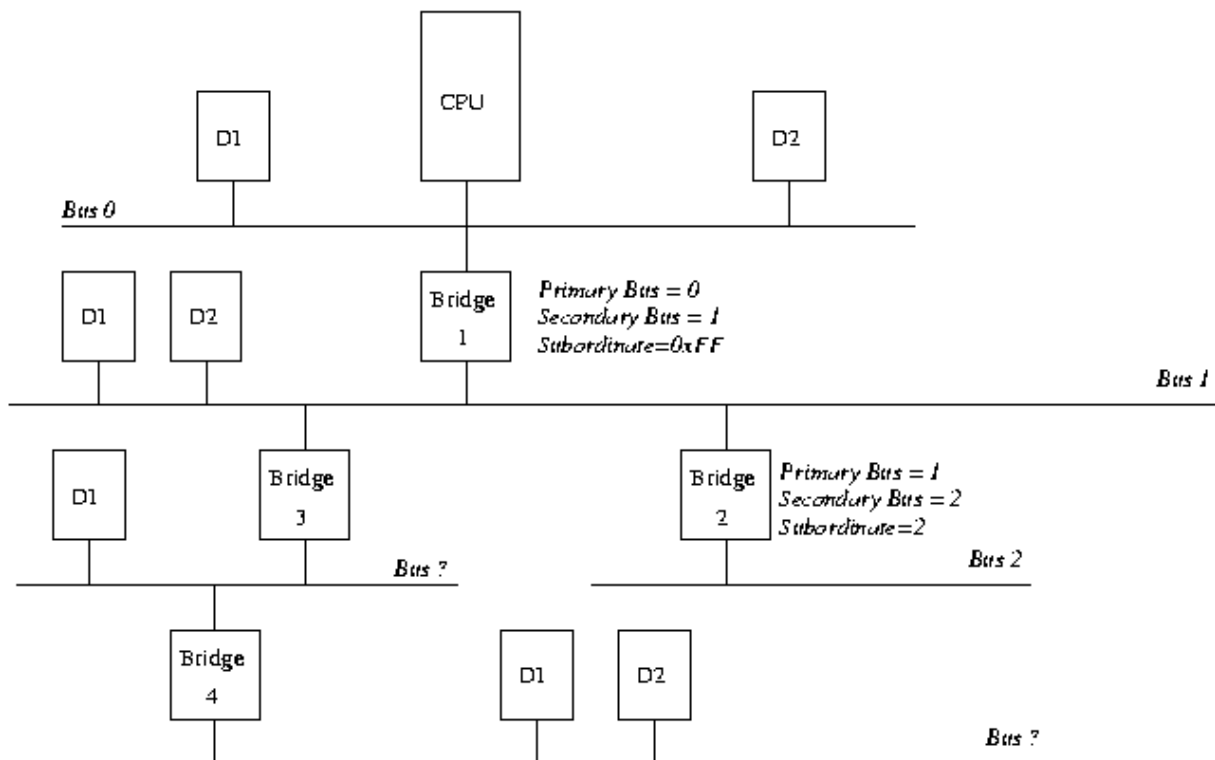 CPU
D1
D2
Bus 0
D1
D2
Bridge
1
Primary Bus = 0
Secondary Bus = 1
Subordinate=0xFF
Bus 1
D1
Bridge
3
Bridge
2
Primary Bus = 1
Secondary Bus = 2
Subordinate=2
Bus ?
Bus 2
Bridge
4
D1
D2
Bus ?